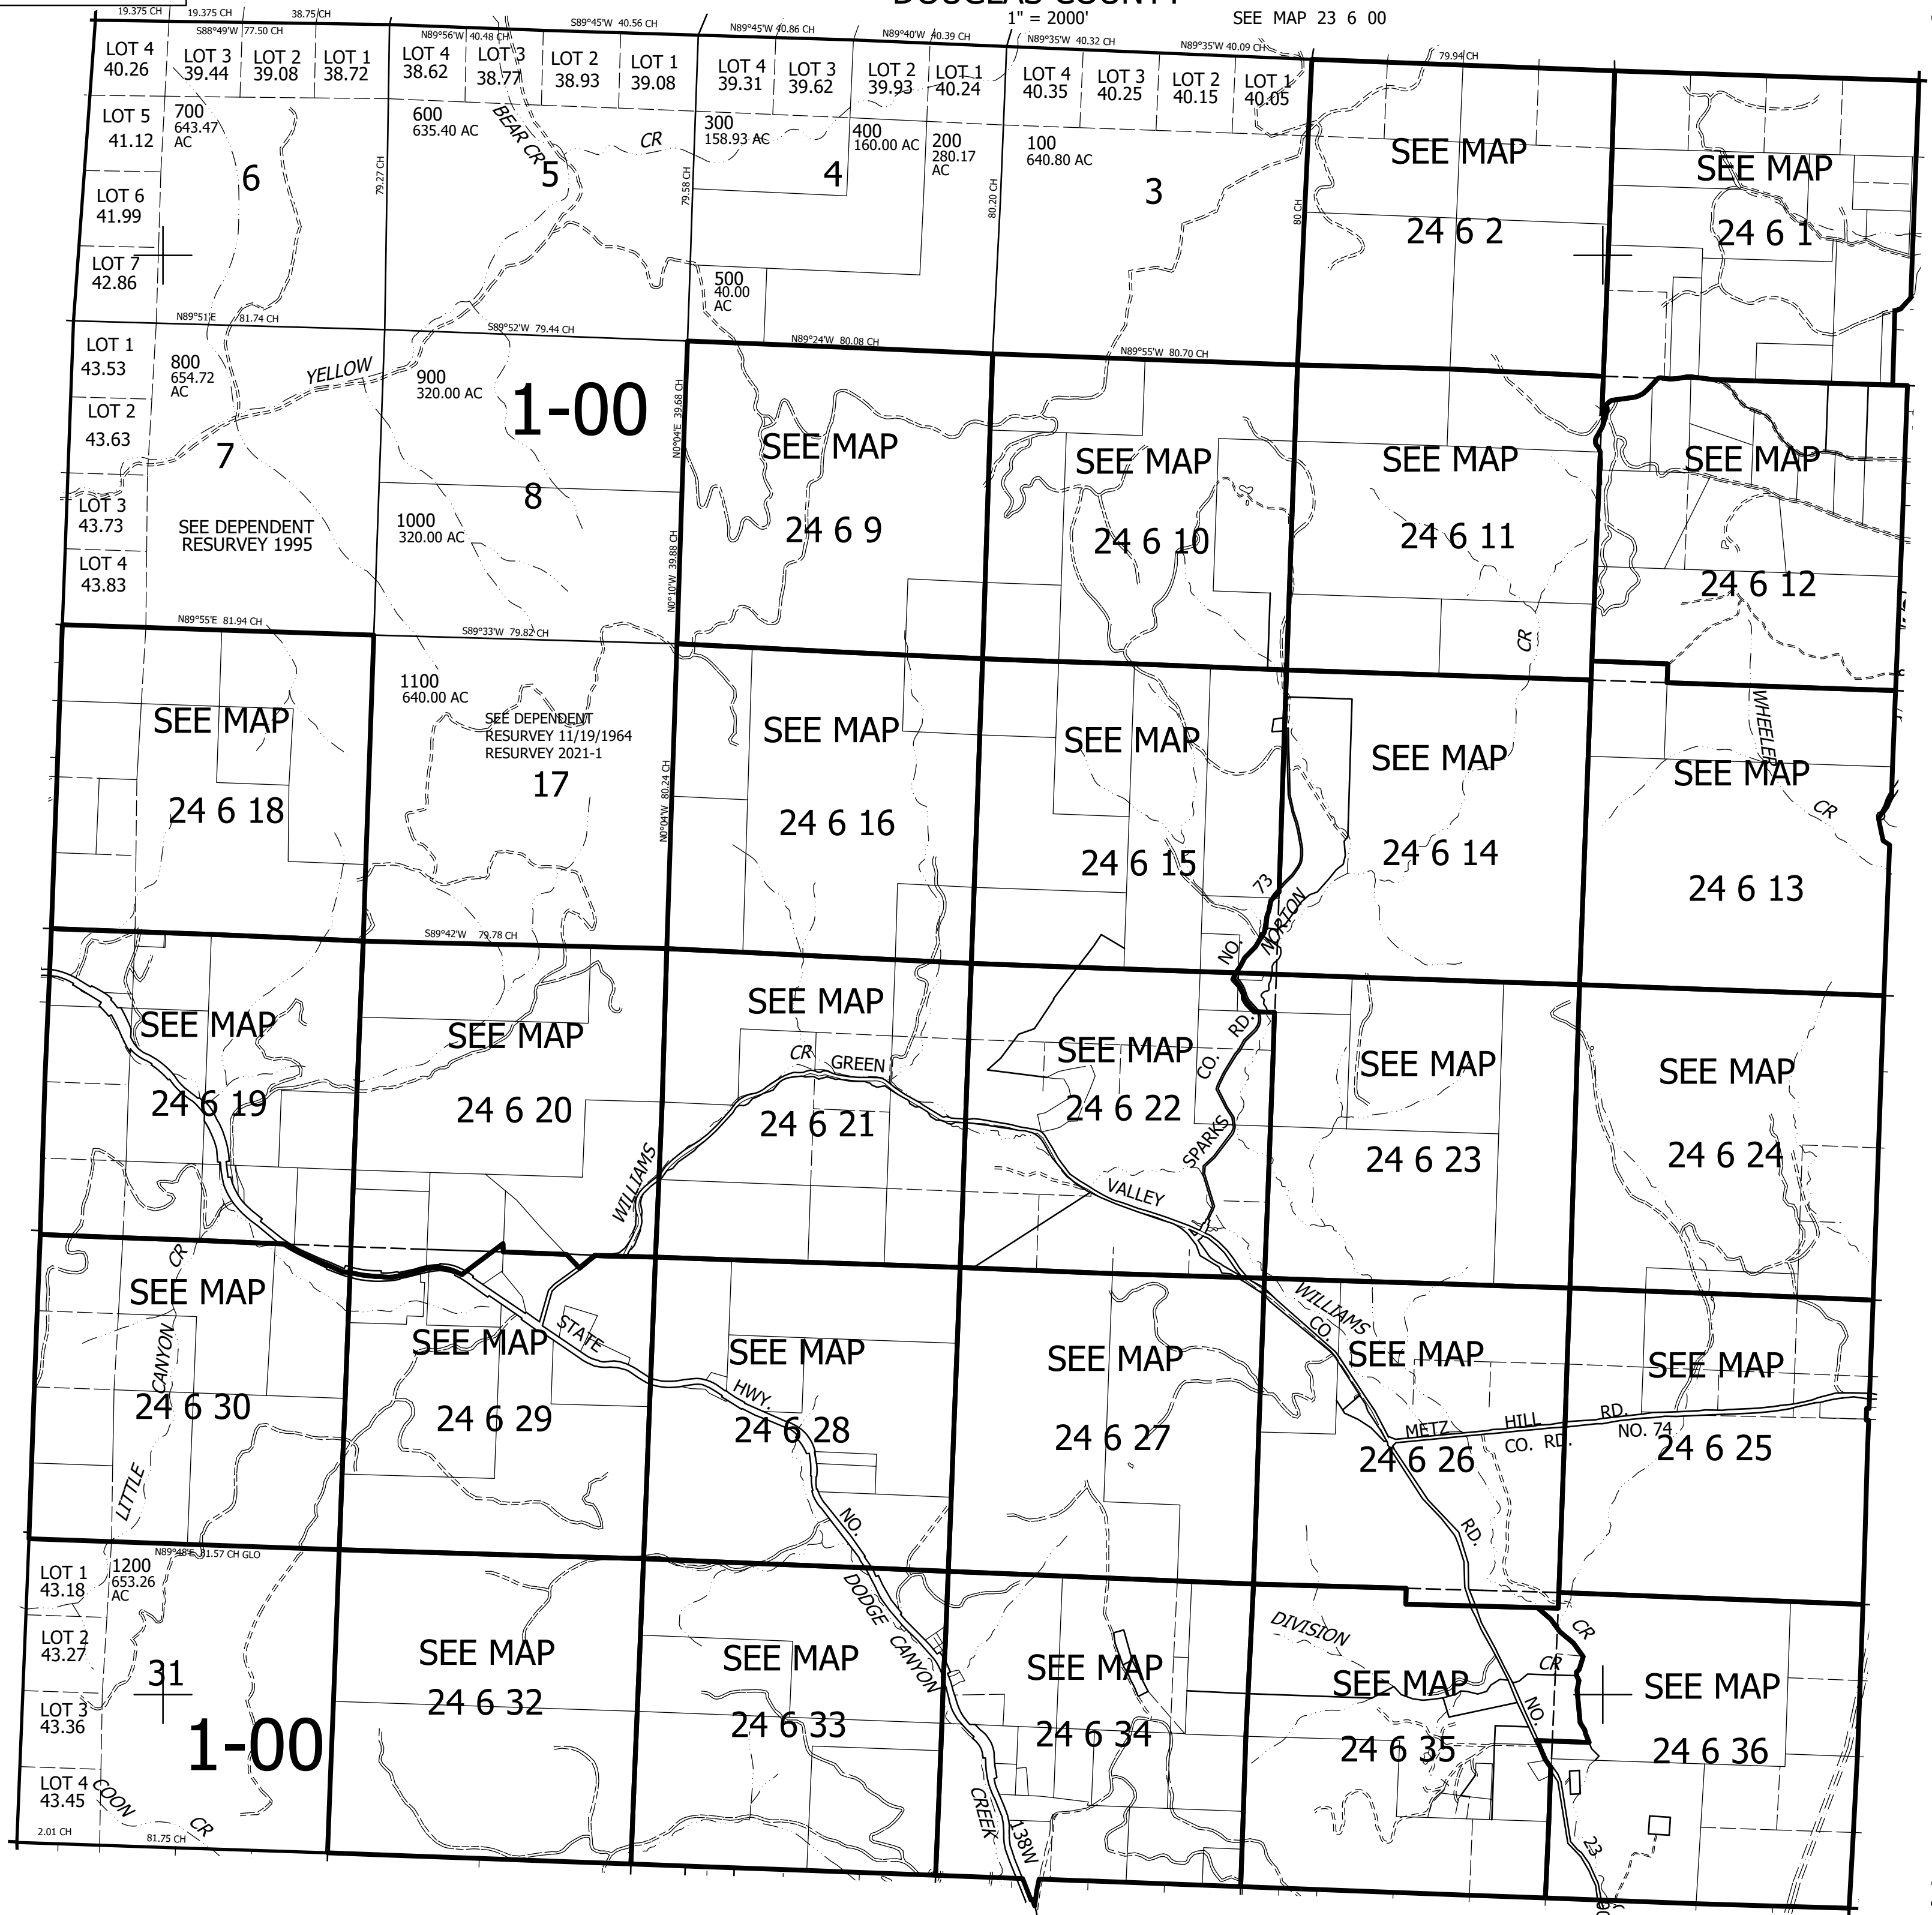 DOUGLAS COUNTY
1" = 2000'
SEE MAP 23 6 00
19.375 CH
19.375 CH
38.75 CH
S88°49'W 77.50 CH
N89°56'W 40.48 CH
S89°45'W 40.56 CH
N89°45'W 40.86 CH
N89°40'W 40.39 CH
N89°35'W 40.32 CH
N89°35'W 40.09 CH
79.94 CH
LOT 4
40.26
LOT 3
39.44
LOT 2
39.08
LOT 1
38.72
LOT 4
38.62
LOT 3
38.77
LOT 2
38.93
LOT 1
39.08
LOT 4
39.31
LOT 3
39.62
LOT 2
39.93
LOT 1
40.24
LOT 4
40.35
LOT 3
40.25
LOT 2
40.15
LOT 1
40.05
LOT 5
41.12
700
643.47
AC
6
600
635.40 AC
BEAR CR
5
CR
300
158.93 AC
4
400
160.00 AC
200
280.17
AC
100
640.80 AC
3
SEE MAP
24 6 2
SEE MAP
24 6 1
LOT 6
41.99
LOT 7
42.86
79.27 CH
79.58 CH
80.20 CH
80 CH
500
40.00
AC
N89°51'E 81.74 CH
S89°52'W 79.44 CH
N89°24'W 80.08 CH
N89°55'W 80.70 CH
LOT 1
43.53
800
654.72
AC
YELLOW
900
320.00 AC
1-00
LOT 2
43.63
7
8
LOT 3
43.73
SEE DEPENDENT
RESURVEY 1995
1000
320.00 AC
LOT 4
43.83
N0°04'E 39.68 CH
N0°10'W 39.88 CH
SEE MAP
24 6 9
SEE MAP
24 6 10
SEE MAP
24 6 11
SEE MAP
24 6 12
CR
N89°55'E 81.94 CH
S89°33'W 79.82 CH
1100
640.00 AC
SEE DEPENDENT
RESURVEY 11/19/1964
RESURVEY 2021-1
17
N0°04'W 80.24 CH
SEE MAP
24 6 18
SEE MAP
24 6 16
SEE MAP
24 6 15
SEE MAP
24 6 14
WHEELER
CR
SEE MAP
24 6 13
73
NORTON
NO.
S89°42'W 79.78 CH
SEE MAP
24 6 19
SEE MAP
24 6 20
SEE MAP
CR
GREEN
24 6 21
SEE MAP
24 6 22
RD.
CO.
SPARKS
SEE MAP
24 6 23
SEE MAP
24 6 24
WILLIAMS
VALLEY
CR
SEE MAP
CANYON
24 6 30
LITTLE
SEE MAP
24 6 29
STATE
HWY.
SEE MAP
24 6 28
SEE MAP
24 6 27
WILLIAMS
CO.
SEE MAP
24 6 26
SEE MAP
24 6 25
METZ
HILL
RD.
CO. RD.
NO. 74
RD.
N89°48'E 81.57 CH GLO
LOT 1
43.18
1200
653.26
AC
LOT 2
43.27
31
LOT 3
43.36
1-00
LOT 4
43.45
COON
CR
2.01 CH
81.75 CH
SEE MAP
24 6 32
SEE MAP
24 6 33
NO.
DODGE CANYON
CREEK
138W
SEE MAP
24 6 34
DIVISION
CR
CR
SEE MAP
24 6 35
NO.
23
SEE MAP
24 6 36